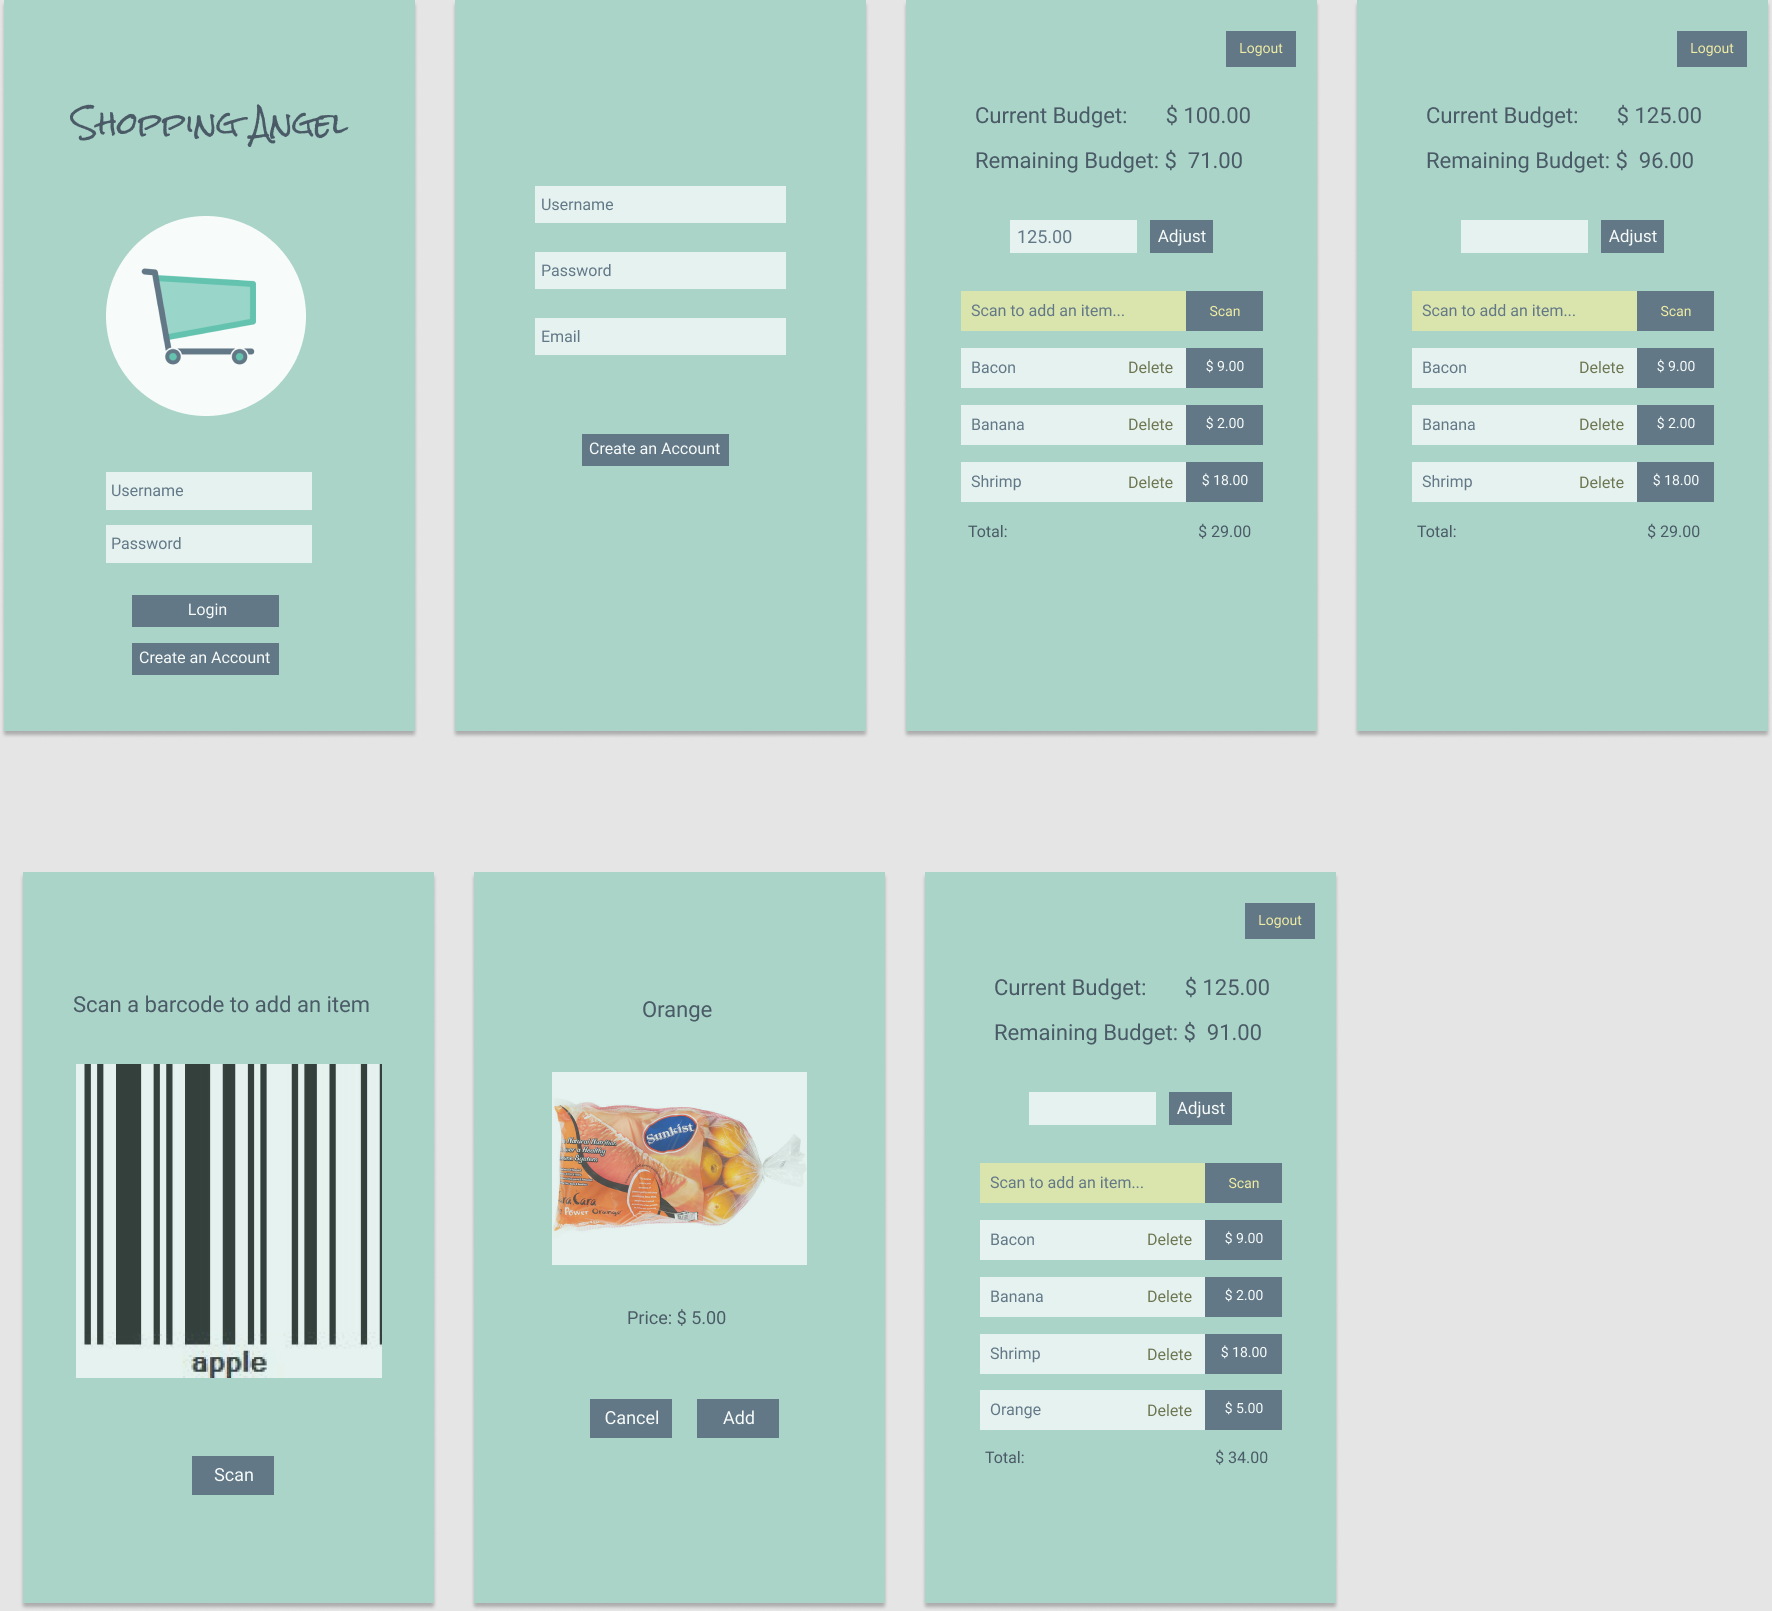 Shopping Angel
Username
Password
Login
Create an Account
Username
Password
Email
Create an Account
Logout
Current Budget: $ 100.00
Remaining Budget: $ 71.00
125.00 Adjust
Scan to add an item... Scan
Bacon Delete $ 9.00
Banana Delete $ 2.00
Shrimp Delete $ 18.00
Total: $ 29.00
Logout
Current Budget: $ 125.00
Remaining Budget: $ 96.00
Adjust
Scan to add an item... Scan
Bacon Delete $ 9.00
Banana Delete $ 2.00
Shrimp Delete $ 18.00
Total: $ 29.00
Scan a barcode to add an item
apple
Scan
Orange
Sunkist
Cara
Power Orange
Price: $ 5.00
Cancel Add
Logout
Current Budget: $ 125.00
Remaining Budget: $ 91.00
Adjust
Scan to add an item... Scan
Bacon Delete $ 9.00
Banana Delete $ 2.00
Shrimp Delete $ 18.00
Orange Delete $ 5.00
Total: $ 34.00